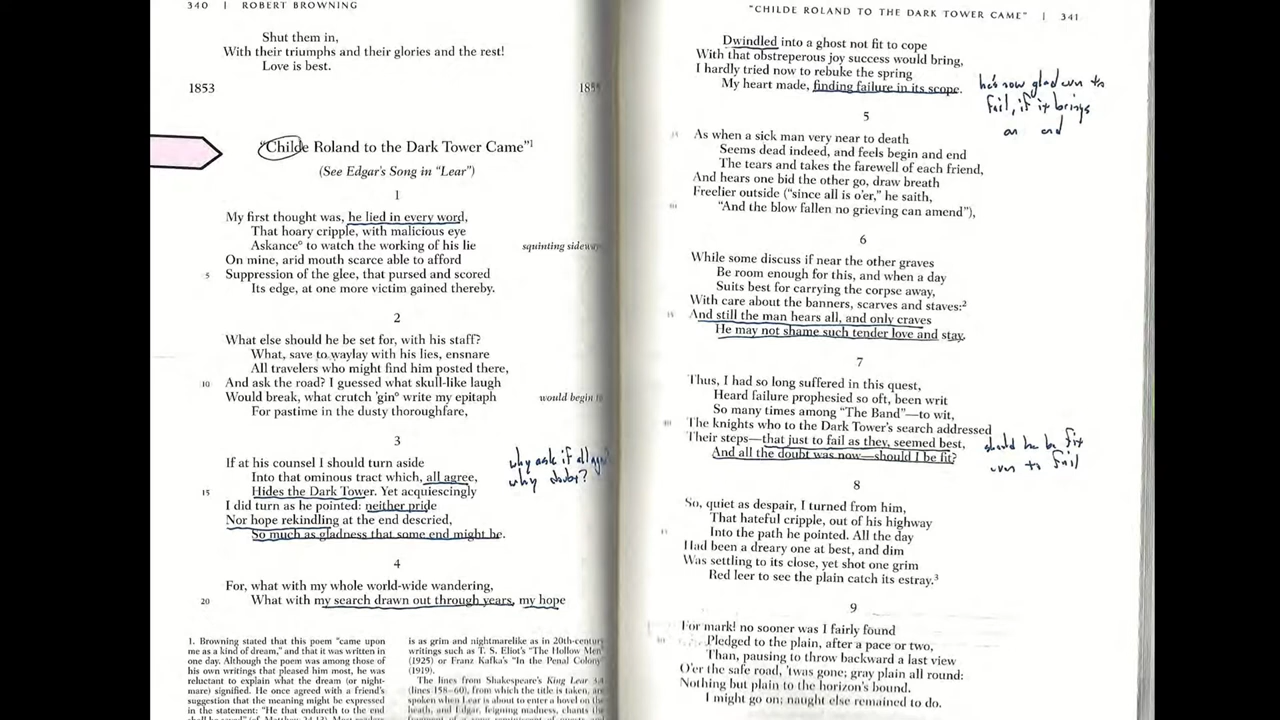 340 | ROBERT BROWNING
Shut them in,
With their triumphs and their glories and the rest!
Love is best.
1853
"Childe Roland to the Dark Tower Came"1
(See Edgar's Song in "Lear")
1
My first thought was, he lied in every word,
That hoary cripple, with malicious eye
Askance° to watch the working of his lie squinting sideways
On mine, and mouth scarce able to afford
5 Suppression of the glee, that pursed and scored
Its edge, at one more victim gained thereby.
2
What else should he be set for, with his staff?
What, save to waylay with his lies, ensnare
All travelers who might find him posted there,
10 And ask the road? I guessed what skull-like laugh
Would break, what crutch 'gin° write my epitaph would begin
For pastime in the dusty thoroughfare,
3
If at his counsel I should turn aside
Into that ominous tract which, all agree,
15 Hides the Dark Tower. Yet acquiescingly
I did turn as he pointed: neither pride
Nor hope rekindling at the end descried,
So much as gladness that some end might be.
why ask if all agree
why doubt?
4
For, what with my whole world-wide wandering,
20 What with my search drawn out through years, my hope
1. Browning stated that this poem "came upon
me as a kind of dream," and that it was written in
one day. Although the poem was among those of
his own writings that pleased him most, he was
reluctant to explain what the dream (or night-
mare) signified. He once agreed with a friend's
suggestion that the meaning might be expressed
in the statement: "He that endureth to the end
is as grim and nightmarelike as in 20th-century
writings such as T. S. Eliot's "The Hollow Men"
(1925) or Franz Kafka's "In the Penal Colony"
(1919).
The lines from Shakespeare's King Lear 3.4
(lines 158–60), from which the title is taken, are
spoken when Lear is about to enter a hovel on the
heath, and Edgar, feigning madness, chants the
"CHILDE ROLAND TO THE DARK TOWER CAME" | 341
Dwindled into a ghost not fit to cope
With that obstreperous joy success would bring,
I hardly tried now to rebuke the spring
My heart made, finding failure in its scope.
he's now glad even to
fail, if it brings
an end
5
As when a sick man very near to death
Seems dead indeed, and feels begin and end
The tears and takes the farewell of each friend,
And hears one bid the other go, draw breath
Freelier outside ("since all is o'er," he saith,
"And the blow fallen no grieving can amend"),
6
While some discuss if near the other graves
Be room enough for this, and when a day
Suits best for carrying the corpse away,
With care about the banners, scarves and staves:2
And still the man hears all, and only craves
He may not shame such tender love and stay.
7
Thus, I had so long suffered in this quest,
Heard failure prophesied so oft, been writ
So many times among "The Band"—to wit,
The knights who to the Dark Tower's search addressed
Their steps—that just to fail as they, seemed best,
And all the doubt was now—should I be fit?
should he be fit
even to fail
8
So, quiet as despair, I turned from him,
That hateful cripple, out of his highway
Into the path he pointed. All the day
Had been a dreary one at best, and dim
Was settling to its close, yet shot one grim
Red leer to see the plain catch its estray.3
9
For mark! no sooner was I fairly found
Pledged to the plain, after a pace or two,
Than, pausing to throw backward a last view
O'er the safe road, 'twas gone; gray plain all round:
Nothing but plain to the horizon's bound.
I might go on; naught else remained to do.